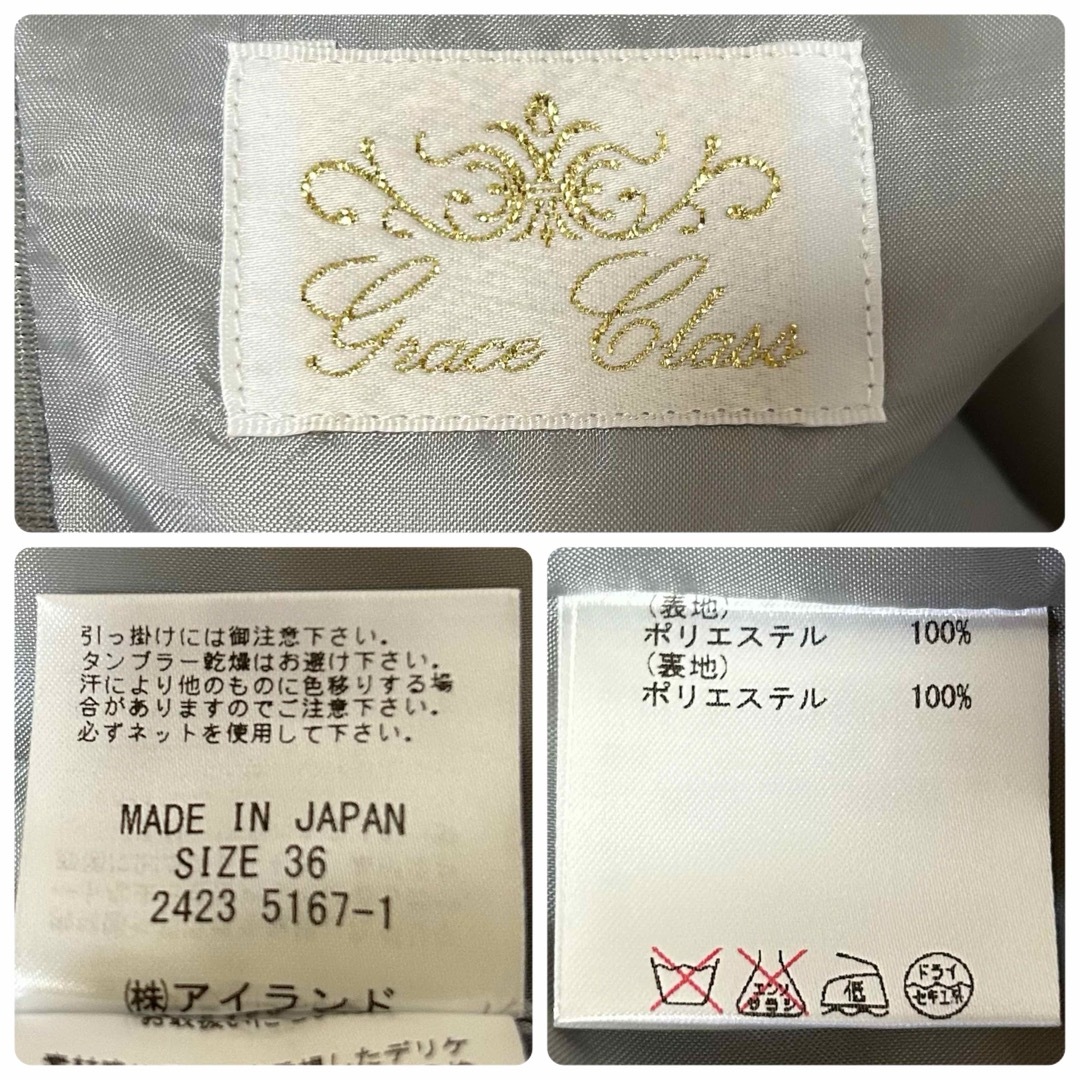 Grace Class
引っ掛けには御注意下さい。
タンブラー乾燥はお避け下さい。
汗により他のものに色移りする場
合がありますのでご注意下さい。
必ずネットを使用して下さい。
MADE IN JAPAN
SIZE 36
2423 5167-1
(株)アイランド
したデリケ
(表地)
ポリエステル 100%
(裏地)
ポリエステル 100%
エンソ
サラシ
低
ドライ
セキユ系